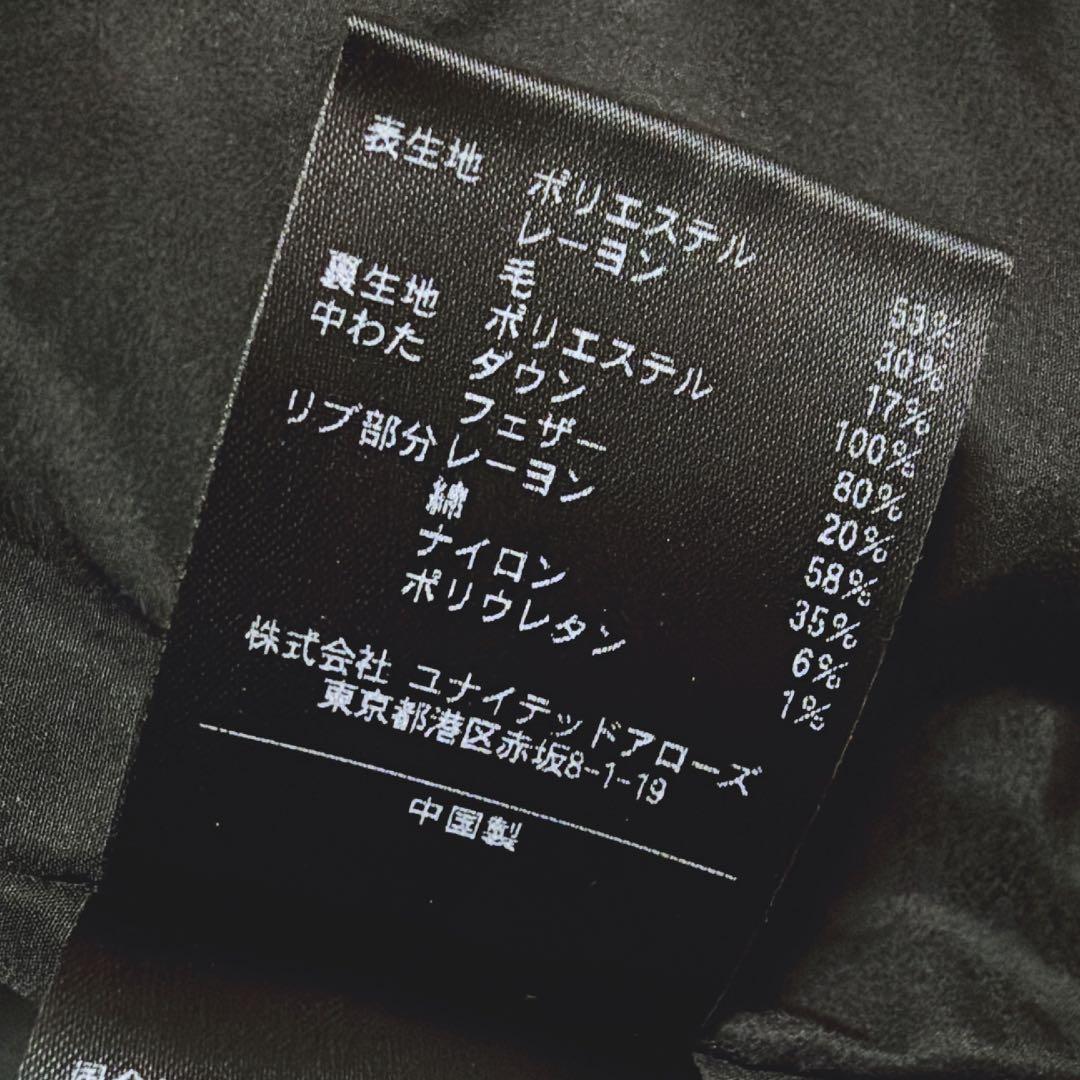 表生地 ポリエステル 53%
レーヨン 30%
毛 17%
裏生地 ポリエステル 100%
中わた ダウン 80%
フェザー 20%
リブ部分 レーヨン 58%
綿 35%
ナイロン 6%
ポリウレタン 1%
株式会社 ユナイテッドアローズ
東京都港区赤坂8-1-19
中国製